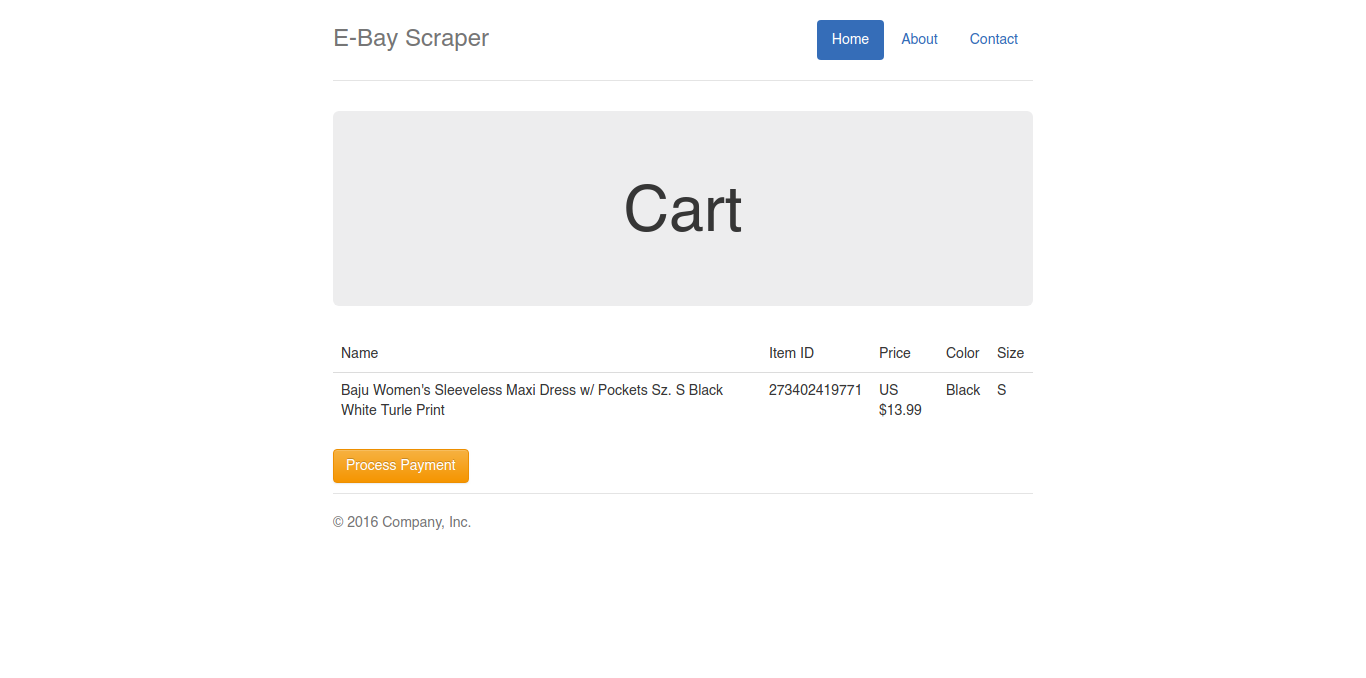 E-Bay Scraper
Home About Contact
Cart
Name Item ID Price Color Size
Baju Women's Sleeveless Maxi Dress w/ Pockets Sz. S Black 273402419771 US Black S
White Turle Print $13.99
Process Payment
© 2016 Company, Inc.